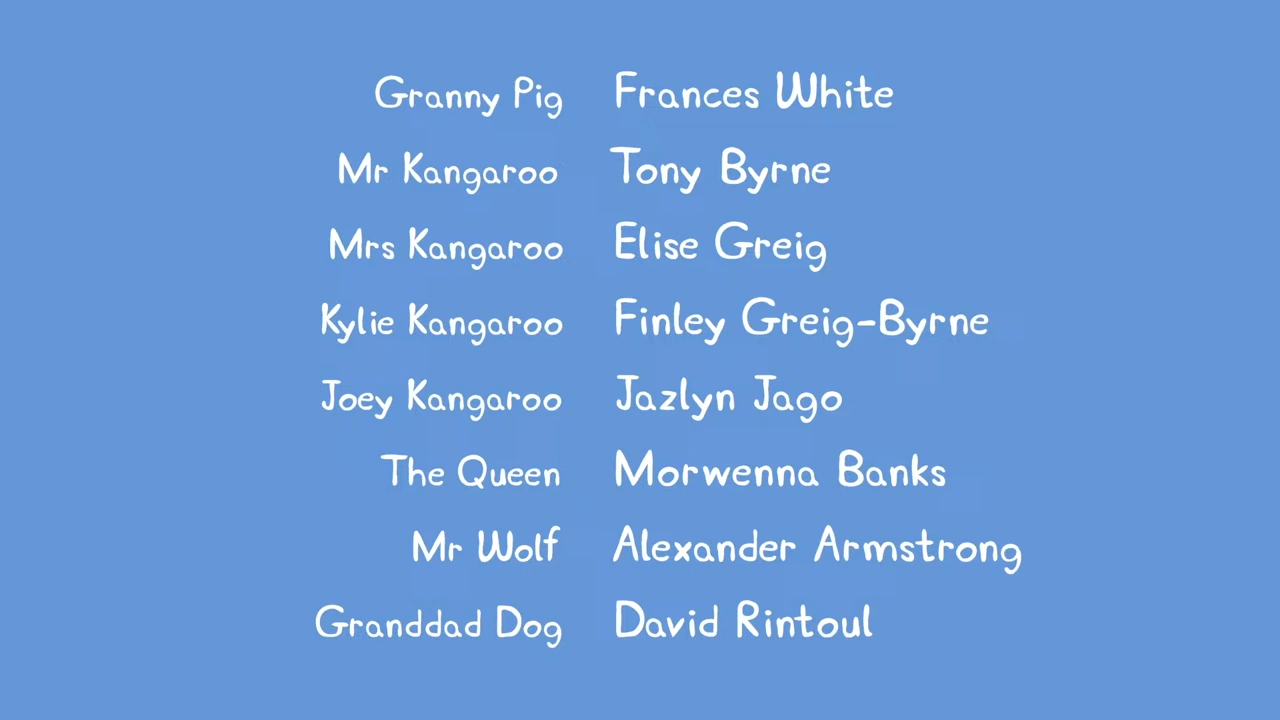 Granny Pig Frances White
Mr Kangaroo Tony Byrne
Mrs Kangaroo Elise Greig
Kylie Kangaroo Finley Greig-Byrne
Joey Kangaroo Jazlyn Jago
The Queen Morwenna Banks
Mr Wolf Alexander Armstrong
Granddad Dog David Rintoul